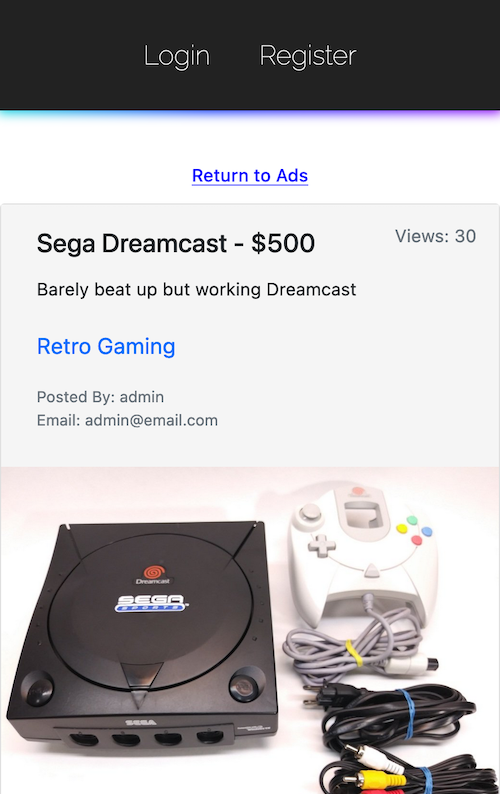 Login Register
Return to Ads
Sega Dreamcast - $500
Views: 30
Barely beat up but working Dreamcast
Retro Gaming
Posted By: admin
Email: admin@email.com
Dreamcast
SEGA
SPORTS
SEGA